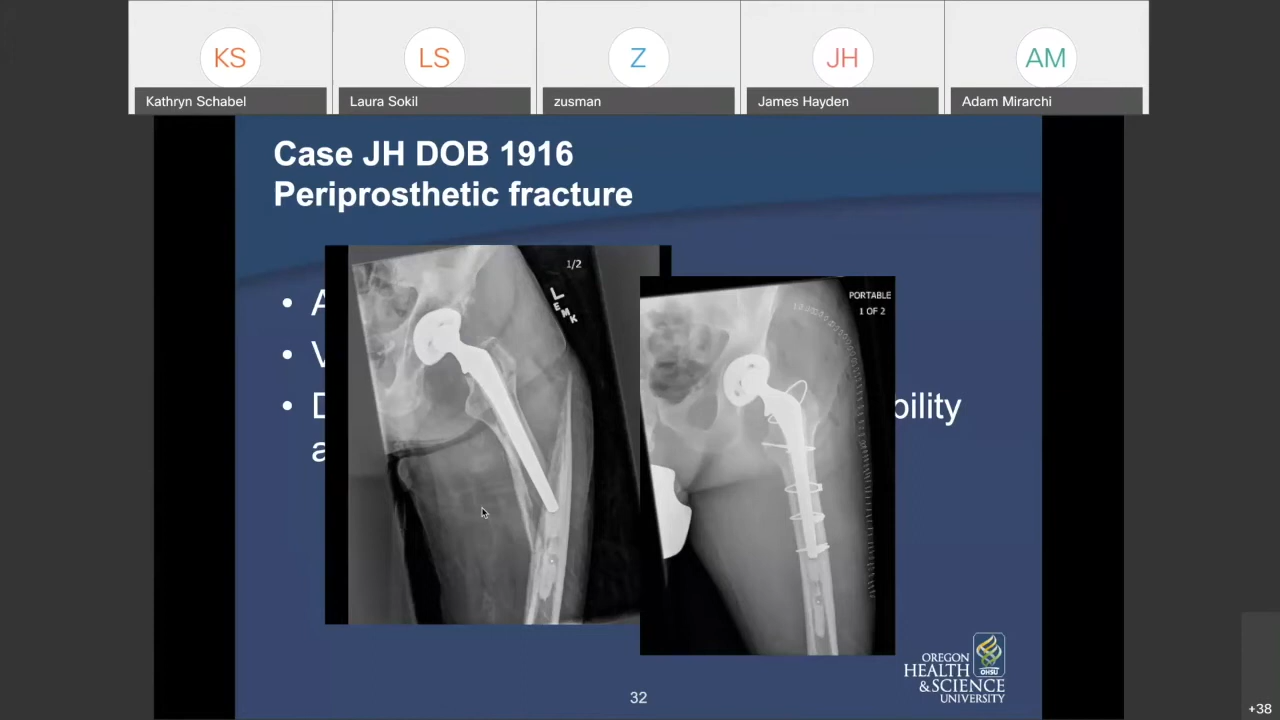 KS
LS
Z
JH
AM
Kathryn Schabel
Laura Sokil
zusman
James Hayden
Adam Mirarchi
Case JH DOB 1916
Periprosthetic fracture
1/2
L
EMK
PORTABLE
1 OF 2
• A
• V
• D bility
a
OREGON
HEALTH
OHSU
& SCIENCE
UNIVERSITY
32
+38